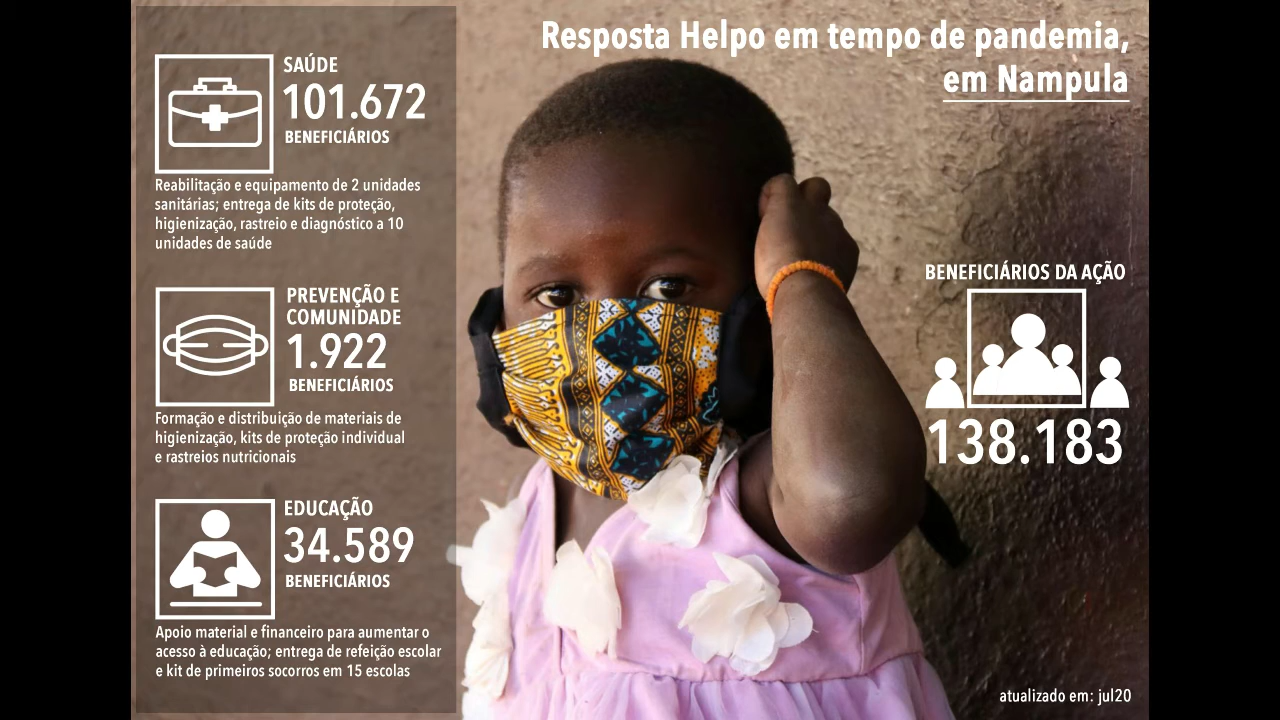 Resposta Helpo em tempo de pandemia,
em Nampula
SAÚDE
101.672
BENEFICIÁRIOS
Reabilitação e equipamento de 2 unidades
sanitárias; entrega de kits de proteção,
higienização, rastreio e diagnóstico a 10
unidades de saúde
PREVENÇÃO E
COMUNIDADE
1.922
BENEFICIÁRIOS
Formação e distribuição de materiais de
higienização, kits de proteção individual
e rastreios nutricionais
EDUCAÇÃO
34.589
BENEFICIÁRIOS
Apoio material e financeiro para aumentar o
acesso à educação; entrega de refeição escolar
e kit de primeiros socorros em 15 escolas
BENEFICIÁRIOS DA AÇÃO
138.183
atualizado em: jul20